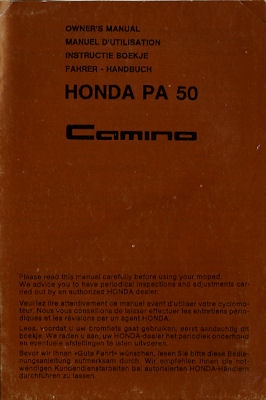 OWNER'S MANUAL
MANUEL D'UTILISATION
INSTRUCTIE BOEKJE
FAHRER - HANDBUCH
HONDA PA 50
Camino
Please read this manual carefully before using your moped.
We advice you to have periodical inspections and adjustments car-
ried out by an authorized HONDA dealer.
Veuillez lire attentivement ce manuel avant d'utiliser votre cyclomo-
teur. Nous vous conseillons de laisser effectuer les entretiens pério-
diques et les révisions par un agent HONDA.
Lees, voordat U uw bromfiets gaat gebruiken, eerst aandachtig dit
boekje. We raden U aan, uw HONDA-dealer het periodiek onderhoud
en eventuele afstellingen te laten uitvoeren.
Bevor wir Ihnen «Gute Fahrt» wünschen, lesen Sie bitte diese Bedie-
nungsanleitung aufmerksam durch. Wir empfehlen Ihnen die not-
wendigen Kundendienstarbeiten bei autorisierten HONDA-Händlern
durchführen zu lassen.